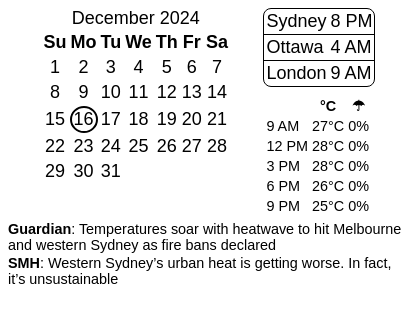 December 2024
Su Mo Tu We Th Fr Sa
1 2 3 4 5 6 7
8 9 10 11 12 13 14
15 16 17 18 19 20 21
22 23 24 25 26 27 28
29 30 31
Sydney 8 PM
Ottawa 4 AM
London 9 AM
°C ☂
9 AM 27°C 0%
12 PM 28°C 0%
3 PM 28°C 0%
6 PM 26°C 0%
9 PM 25°C 0%
Guardian: Temperatures soar with heatwave to hit Melbourne
and western Sydney as fire bans declared
SMH: Western Sydney’s urban heat is getting worse. In fact,
it’s unsustainable